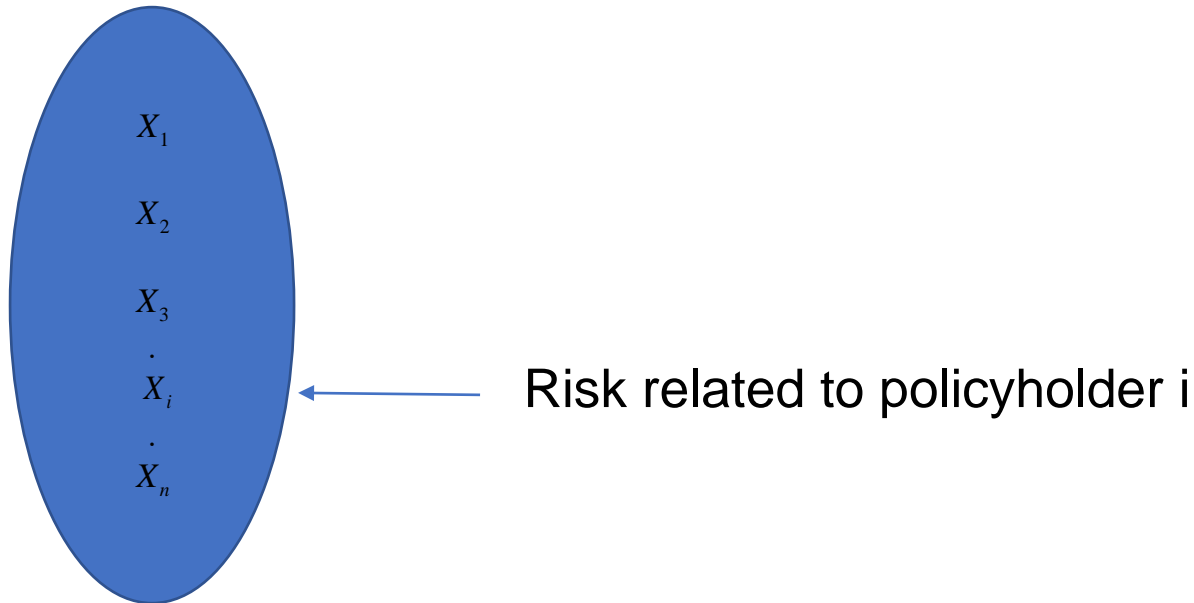 X₁
X₂
X₃
.
Xᵢ
Risk related to policyholder i
.
Xₙ